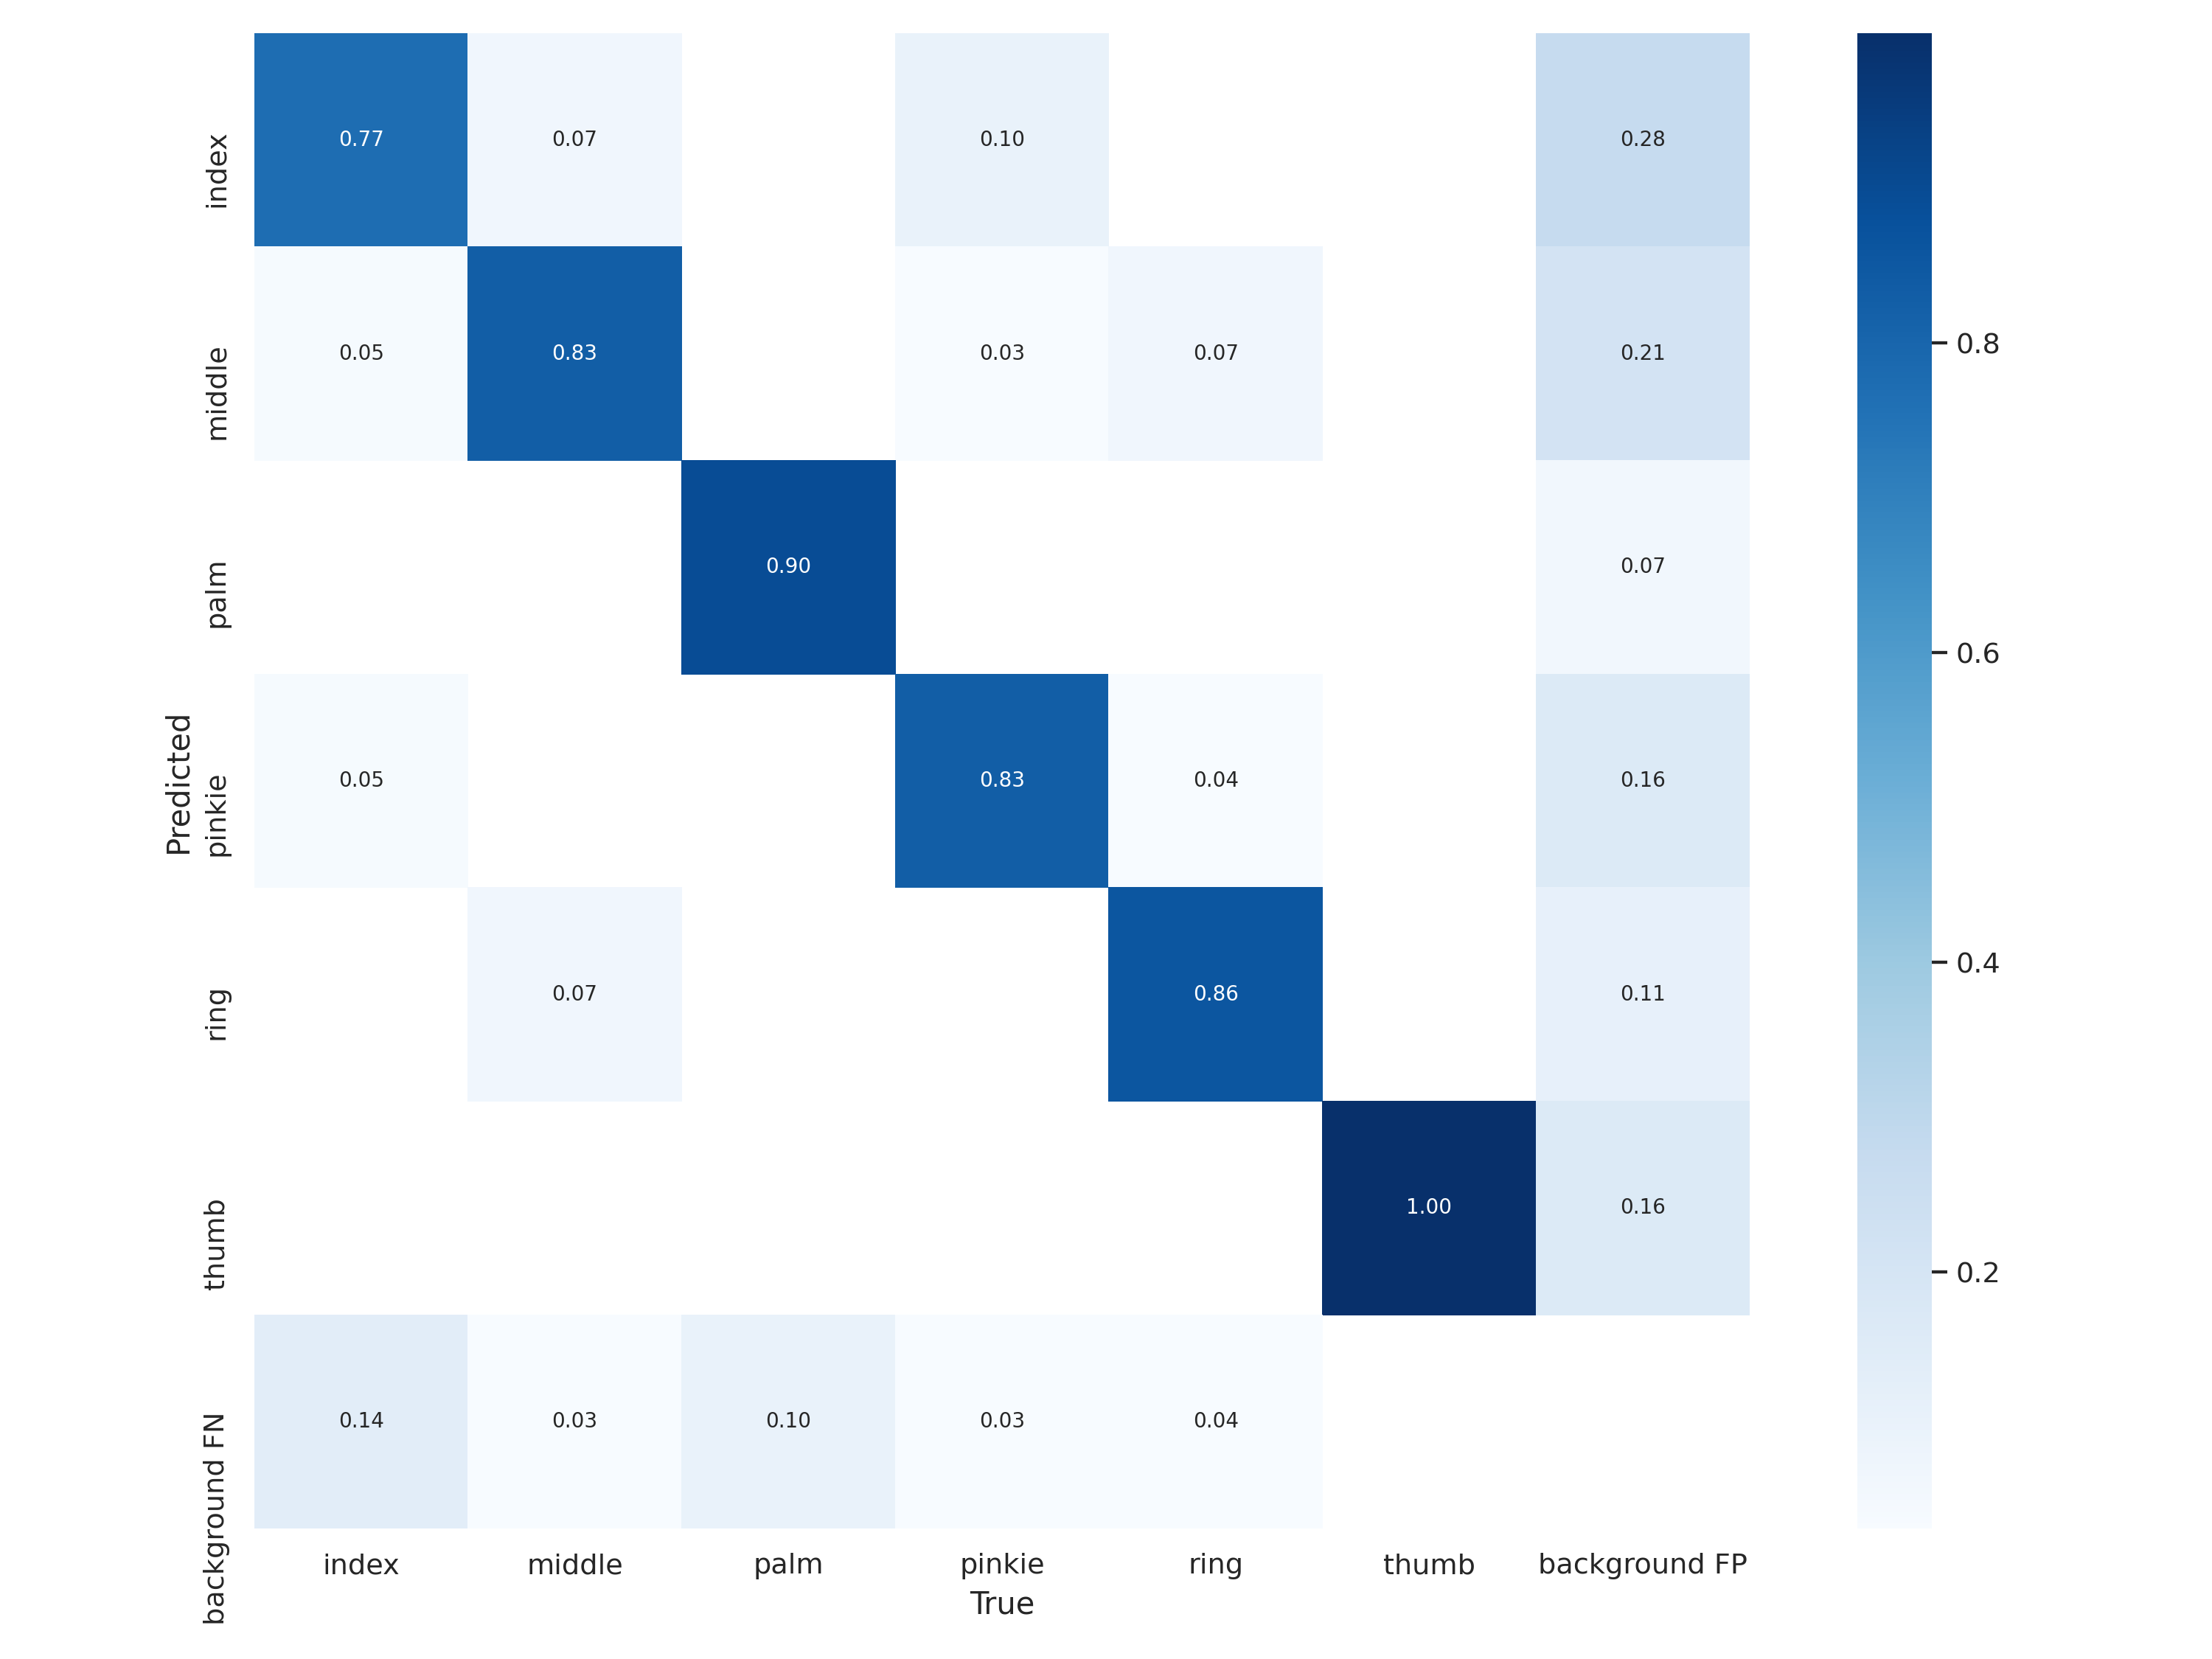 index
0.77
0.07
0.10
0.28
middle
0.05
0.83
0.03
0.07
0.21
0.8
palm
0.90
0.07
0.6
Predicted
pinkie
0.05
0.83
0.04
0.16
ring
0.07
0.86
0.11
0.4
thumb
1.00
0.16
0.2
background FN
0.14
0.03
0.10
0.03
0.04
index
middle
palm
pinkie
ring
thumb
background FP
True